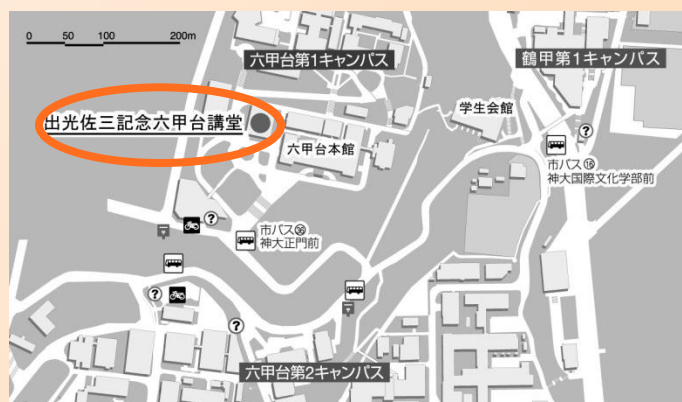 0 50 100 200m
六甲台第1キャンパス
鶴甲第1キャンパス
出光佐三記念六甲台講堂
学生会館
六甲台本館
市バス⑯
神大国際文化学部前
?
?
市バス㊱
神大正門前
?
?
六甲台第2キャンパス